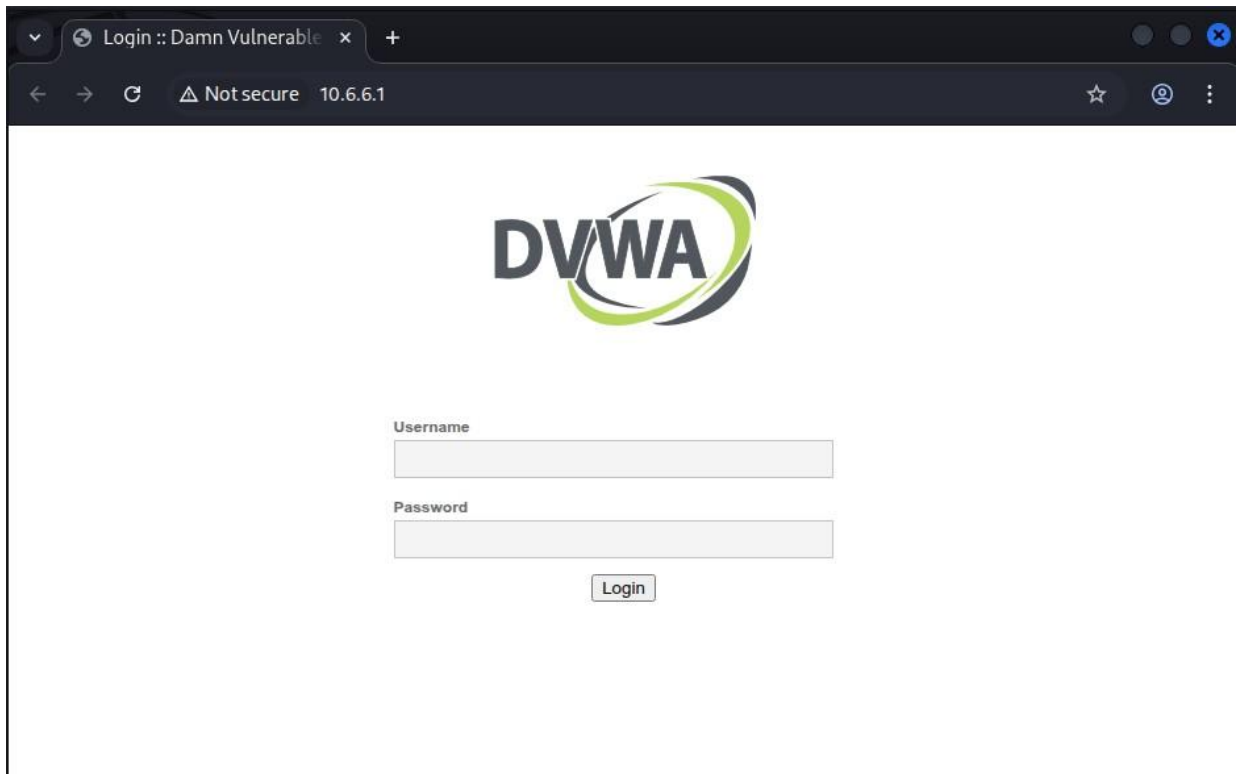 Login :: Damn Vulnerable
Not secure 10.6.6.1
DVWA
Username
Password
Login